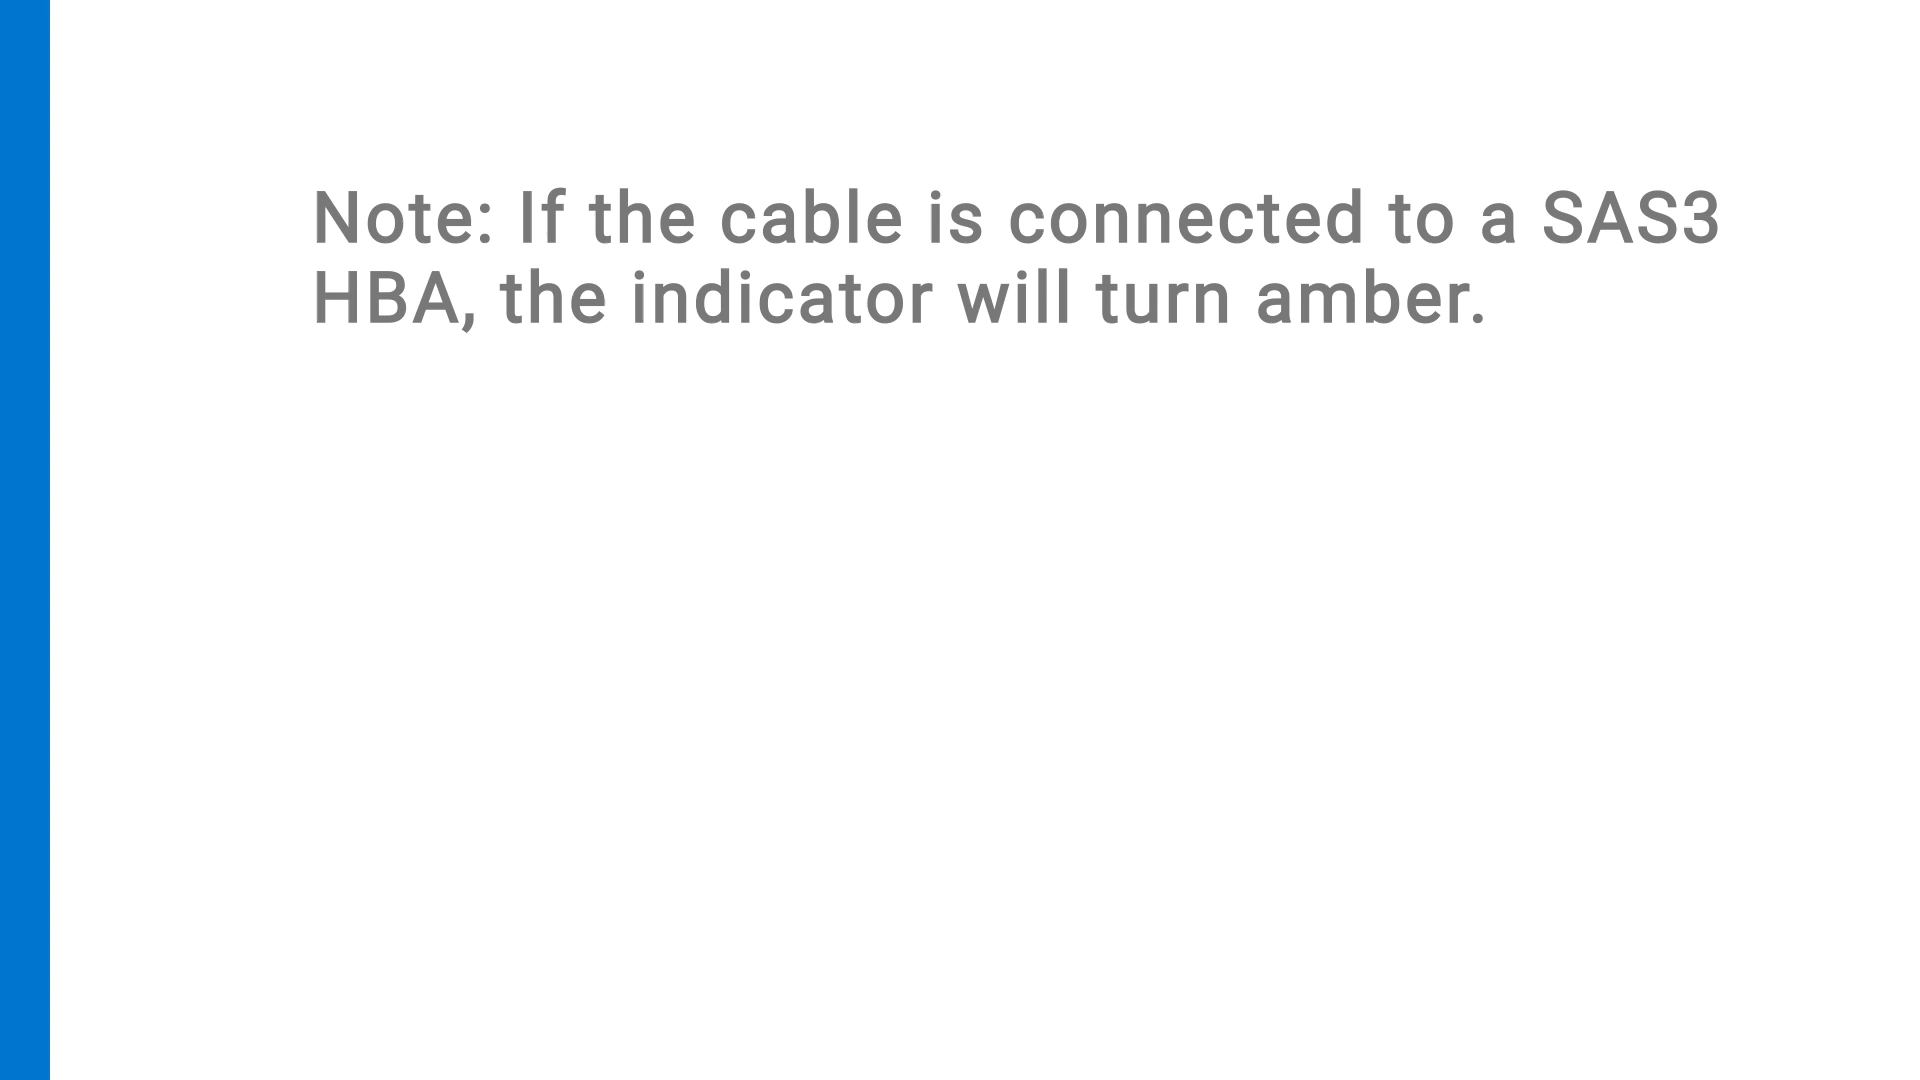 Note: If the cable is connected to a SAS3
HBA, the indicator will turn amber.